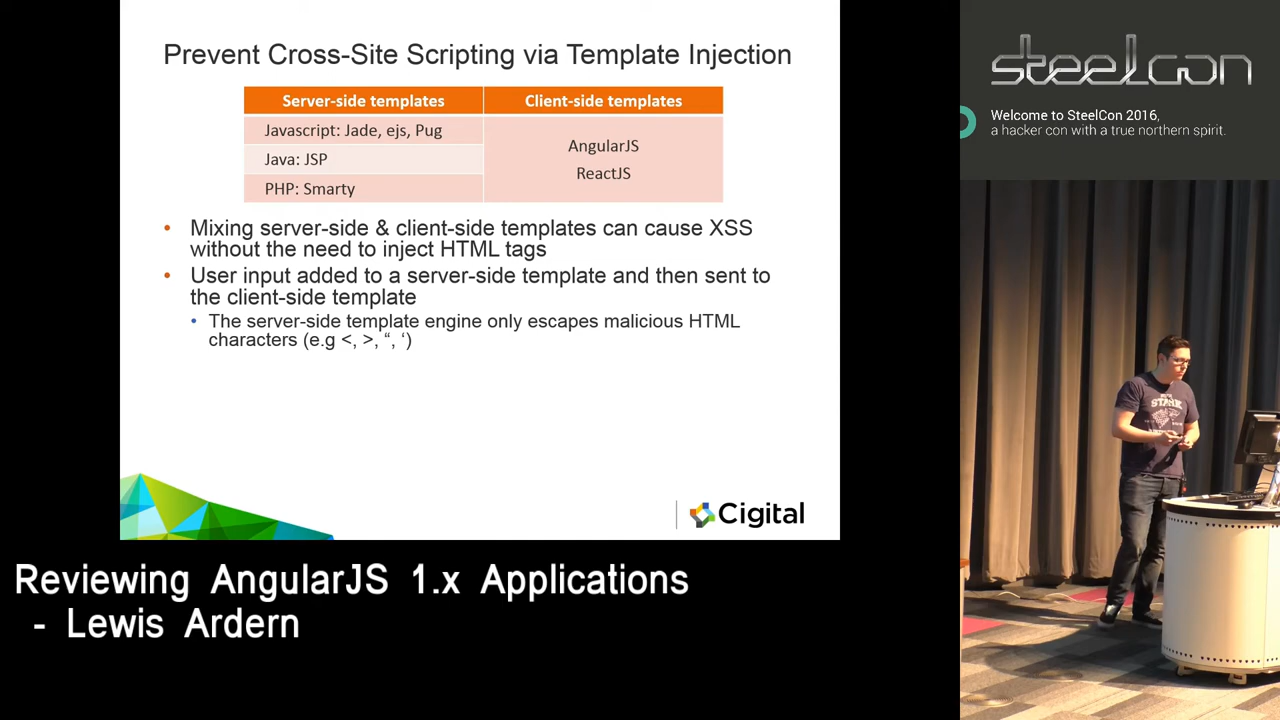 Prevent Cross-Site Scripting via Template Injection
Server-side templates
Client-side templates
Javascript: Jade, ejs, Pug
Java: JSP
PHP: Smarty
AngularJS
ReactJS
• Mixing server-side & client-side templates can cause XSS
without the need to inject HTML tags
• User input added to a server-side template and then sent to
the client-side template
• The server-side template engine only escapes malicious HTML
characters (e.g <, >, “, ‘)
Cigital
steelcon
Welcome to SteelCon 2016,
a hacker con with a true northern spirit.
STARK
Reviewing AngularJS 1.x Applications
- Lewis Ardern